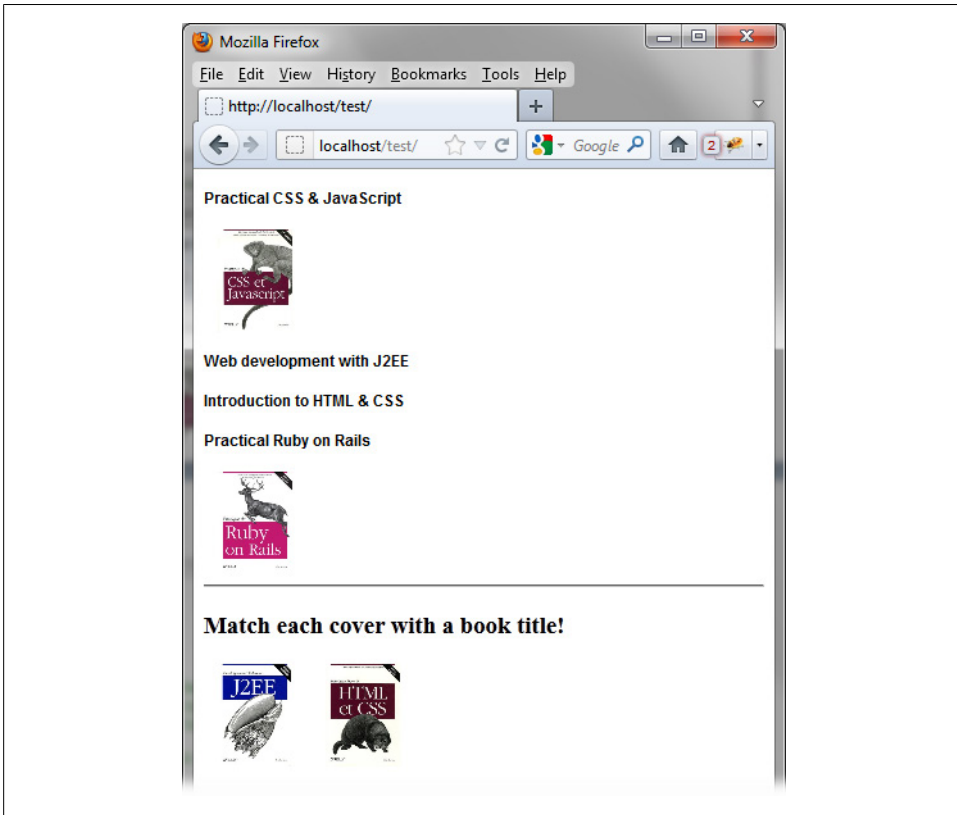 Mozilla Firefox
File Edit View History Bookmarks Tools Help
http://localhost/test/
localhost/test/ Google 2
Practical CSS & JavaScript
CSS et
Javascript
Web development with J2EE
Introduction to HTML & CSS
Practical Ruby on Rails
Ruby
on Rails
Match each cover with a book title!
J2EE
HTML
et CSS